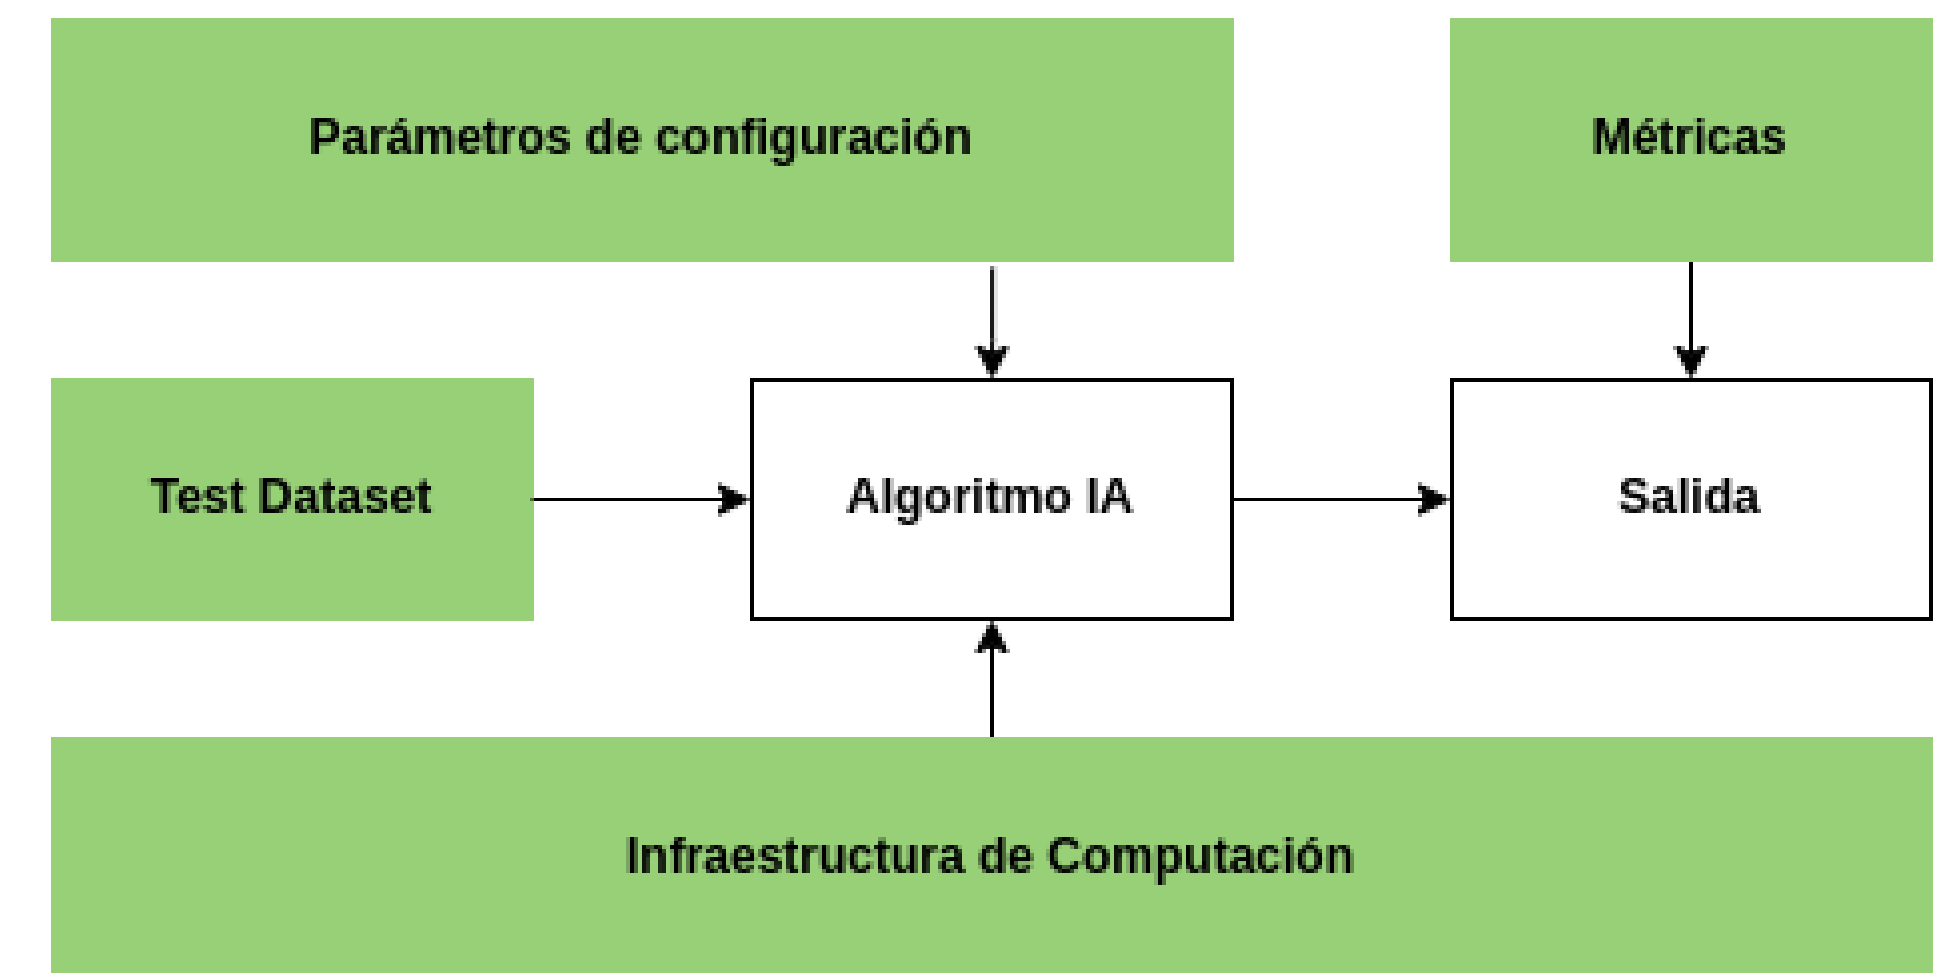 Parámetros de configuración
Métricas
Test Dataset
Algoritmo IA
Salida
Infraestructura de Computación